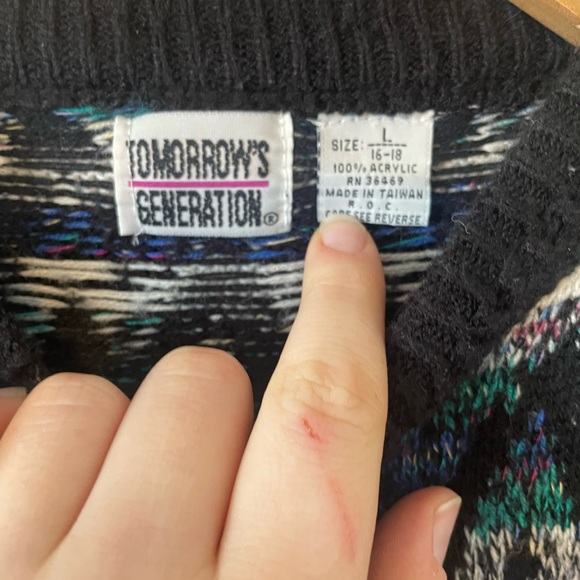 TOMORROW'S
GENERATION®
SIZE: L
16-18
100% ACRYLIC
RN 36469
MADE IN TAIWAN
R.O.C.
CARE SEE REVERSE